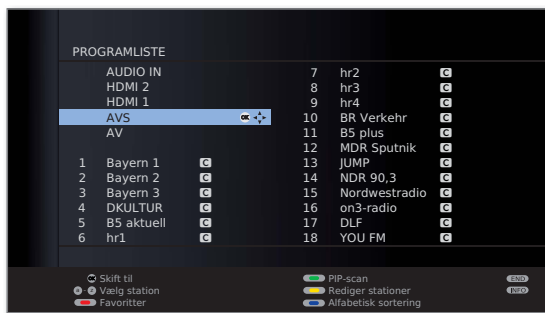 PROGRAMLISTE
AUDIO IN
HDMI 2
HDMI 1
AVS OK
AV
1 Bayern 1 C
2 Bayern 2 C
3 Bayern 3 C
4 DKULTUR C
5 B5 aktuell C
6 hr1 C
7 hr2 C
8 hr3 C
9 hr4 C
10 BR Verkehr C
11 B5 plus C
12 MDR Sputnik C
13 JUMP C
14 NDR 90,3 C
15 Nordwestradio C
16 on3-radio C
17 DLF C
18 YOU FM C
OK Skift til
Vælg station
Favoritter
PIP-scan
Rediger stationer
Alfabetisk sortering
END
INFO